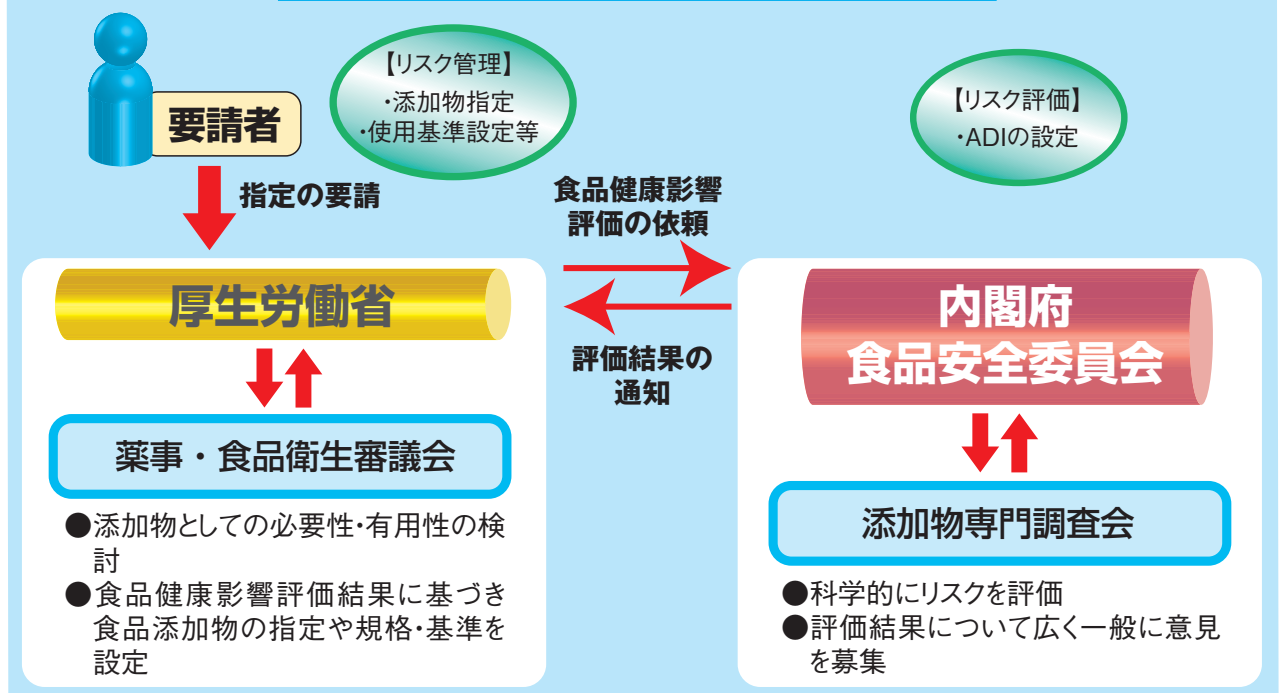 要請者
【リスク管理】
・添加物指定
・使用基準設定等
【リスク評価】
・ADIの設定
指定の要請
食品健康影響
評価の依頼
厚生労働省
評価結果の
通知
内閣府
食品安全委員会
薬事・食品衛生審議会
●添加物としての必要性・有用性の検
討
●食品健康影響評価結果に基づき
食品添加物の指定や規格・基準を
設定
添加物専門調査会
●科学的にリスクを評価
●評価結果について広く一般に意見
を募集